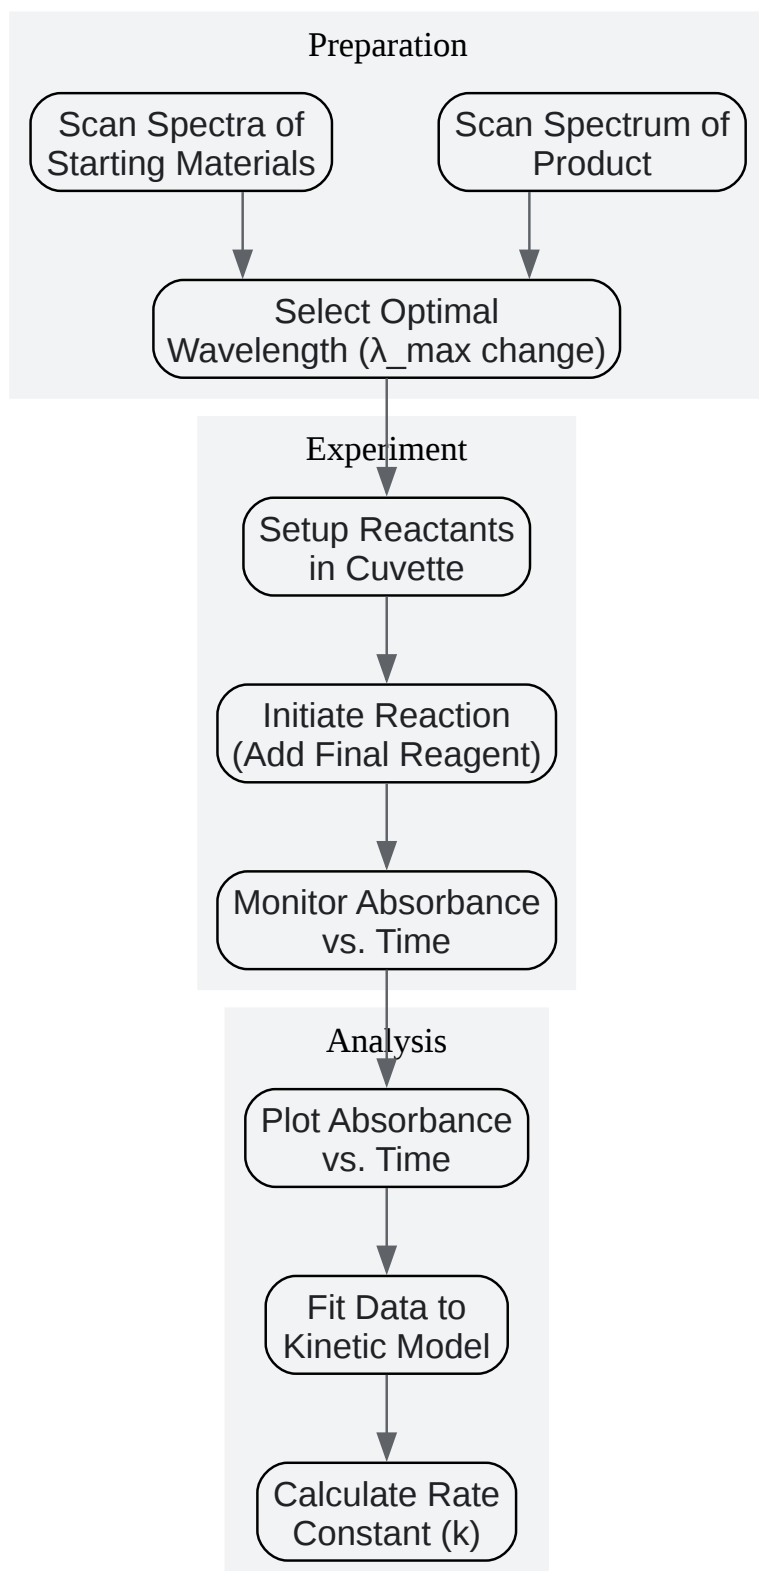 Preparation
Scan Spectra of
Starting Materials
Scan Spectrum of
Product
Select Optimal
Wavelength (λ_max change)
Experiment
Setup Reactants
in Cuvette
Initiate Reaction
(Add Final Reagent)
Monitor Absorbance
vs. Time
Analysis
Plot Absorbance
vs. Time
Fit Data to
Kinetic Model
Calculate Rate
Constant (k)